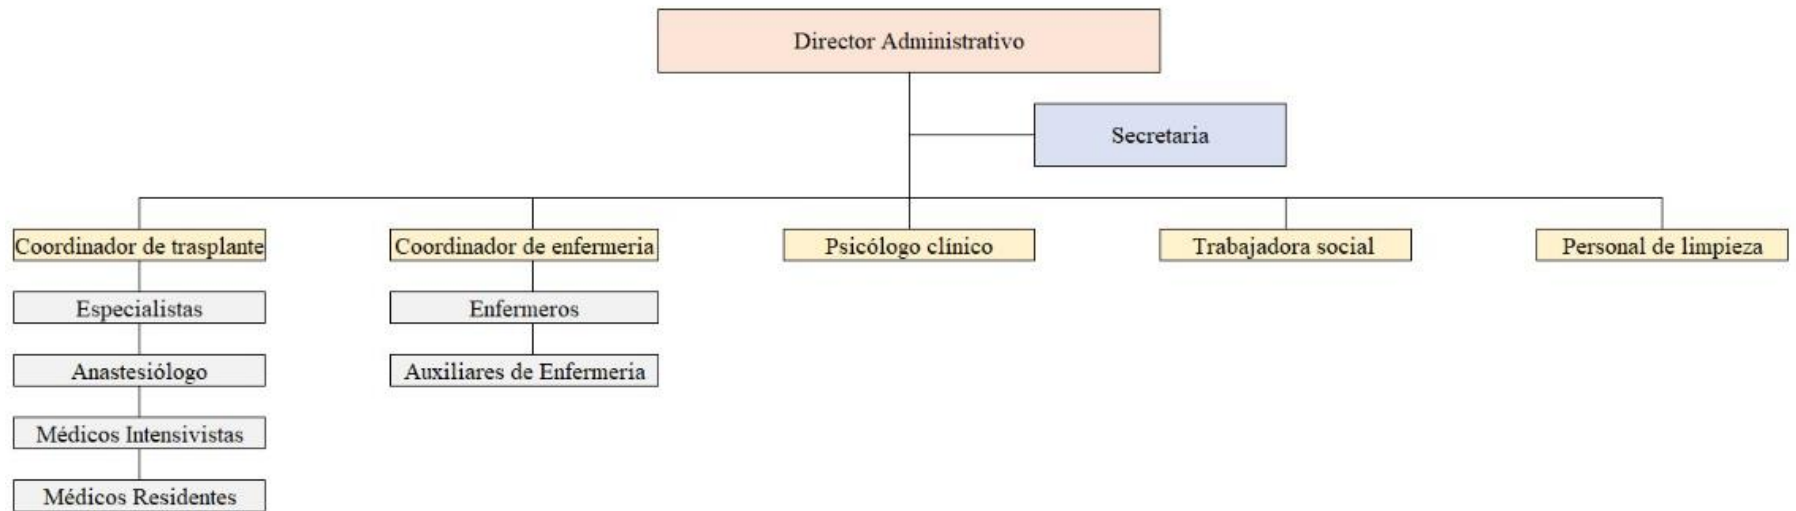 Director Administrativo
Secretaria
Coordinador de trasplante
Coordinador de enfermeria
Psicólogo clínico
Trabajadora social
Personal de limpieza
Especialistas
Enfermeros
Anastesiólogo
Auxiliares de Enfermeria
Médicos Intensivistas
Médicos Residentes